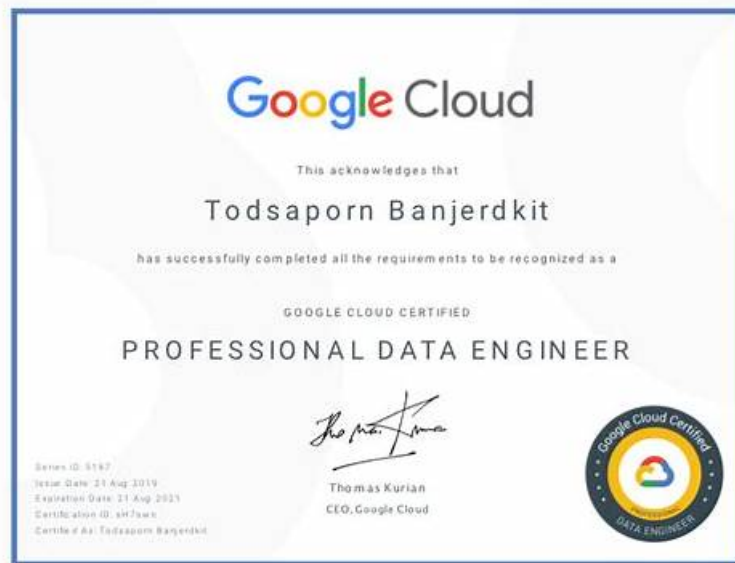 Google Cloud
This acknowledges that
Todsaporn Banjerdkit
has successfully completed all the requirements to be recognized as a
GOOGLE CLOUD CERTIFIED
PROFESSIONAL DATA ENGINEER
Thomas Kurian
CEO, Google Cloud
Series ID: 5197
Issue Date: 21 Aug 2019
Expiration Date: 21 Aug 2021
Certification ID:
Certified As: Todsaporn Banjerdkit
Google Cloud Certified
PROFESSIONAL
DATA ENGINEER